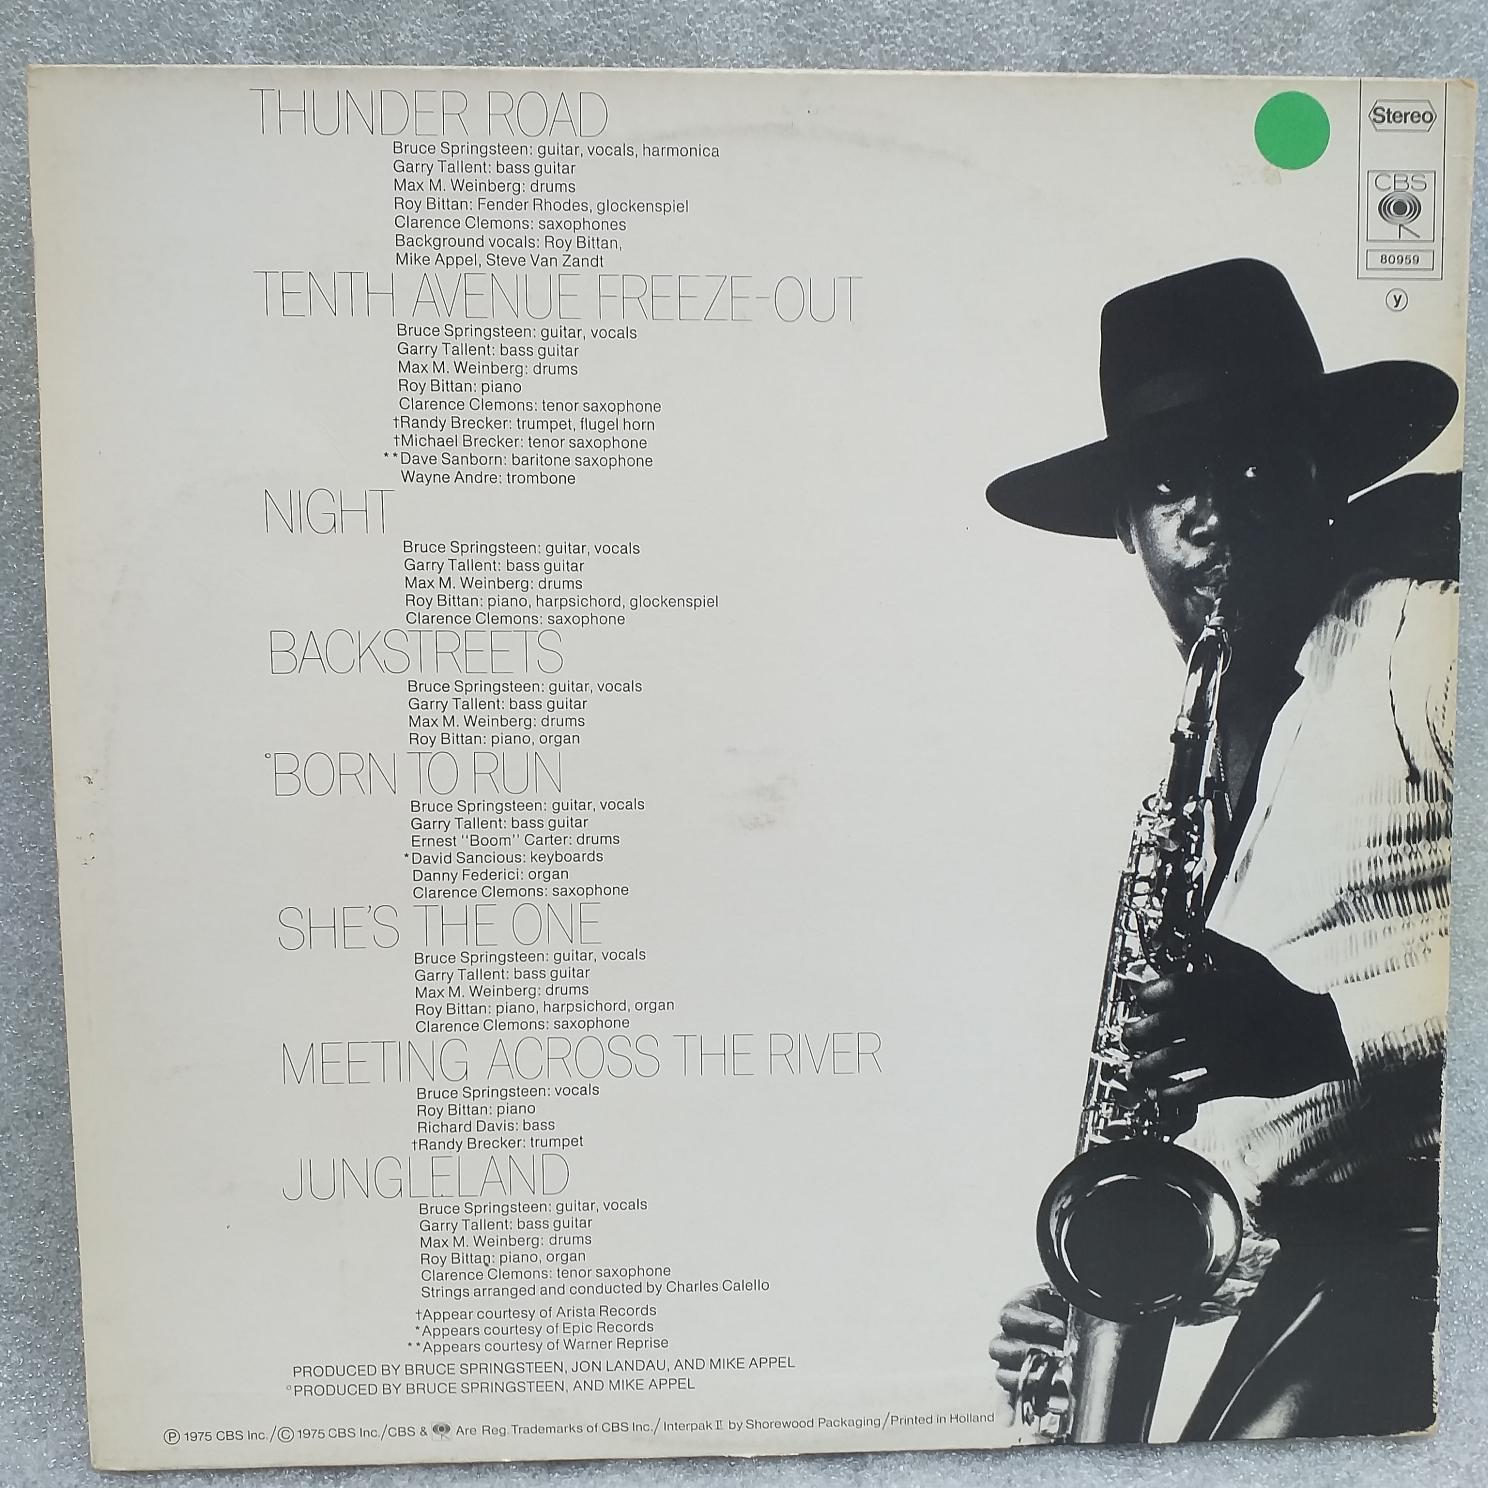 THUNDER ROAD
Bruce Springsteen: guitar, vocals, harmonica
Garry Tallent: bass guitar
Max M. Weinberg: drums
Roy Bittan: Fender Rhodes, glockenspiel
Clarence Clemons: saxophones
Background vocals: Roy Bittan,
Mike Appel, Steve Van Zandt
TENTH AVENUE FREEZE-OUT
Bruce Springsteen: guitar, vocals
Garry Tallent: bass guitar
Max M. Weinberg: drums
Roy Bittan: piano
Clarence Clemons: tenor saxophone
†Randy Brecker: trumpet, flugel horn
†Michael Brecker: tenor saxophone
**Dave Sanborn: baritone saxophone
Wayne Andre: trombone
NIGHT
Bruce Springsteen: guitar, vocals
Garry Tallent: bass guitar
Max M. Weinberg: drums
Roy Bittan: piano, harpsichord, glockenspiel
Clarence Clemons: saxophone
BACKSTREETS
Bruce Springsteen: guitar, vocals
Garry Tallent: bass guitar
Max M. Weinberg: drums
Roy Bittan: piano, organ
°BORN TO RUN
Bruce Springsteen: guitar, vocals
Garry Tallent: bass guitar
Ernest "Boom" Carter: drums
*David Sancious: keyboards
Danny Federici: organ
Clarence Clemons: saxophone
SHE'S THE ONE
Bruce Springsteen: guitar, vocals
Garry Tallent: bass guitar
Max M. Weinberg: drums
Roy Bittan: piano, harpsichord, organ
Clarence Clemons: saxophone
MEETING ACROSS THE RIVER
Bruce Springsteen: vocals
Roy Bittan: piano
Richard Davis: bass
†Randy Brecker: trumpet
JUNGLELAND
Bruce Springsteen: guitar, vocals
Garry Tallent: bass guitar
Max M. Weinberg: drums
Roy Bittan: piano, organ
Clarence Clemons: tenor saxophone
Strings arranged and conducted by Charles Calello
†Appear courtesy of Arista Records
*Appears courtesy of Epic Records
**Appears courtesy of Warner Reprise
PRODUCED BY BRUCE SPRINGSTEEN, JON LANDAU, AND MIKE APPEL
°PRODUCED BY BRUCE SPRINGSTEEN, AND MIKE APPEL
Ⓟ 1975 CBS Inc./Ⓒ 1975 CBS Inc./CBS & Are Reg. Trademarks of CBS Inc./ Interpak II by Shorewood Packaging/Printed in Holland
Stereo
CBS
80959
y